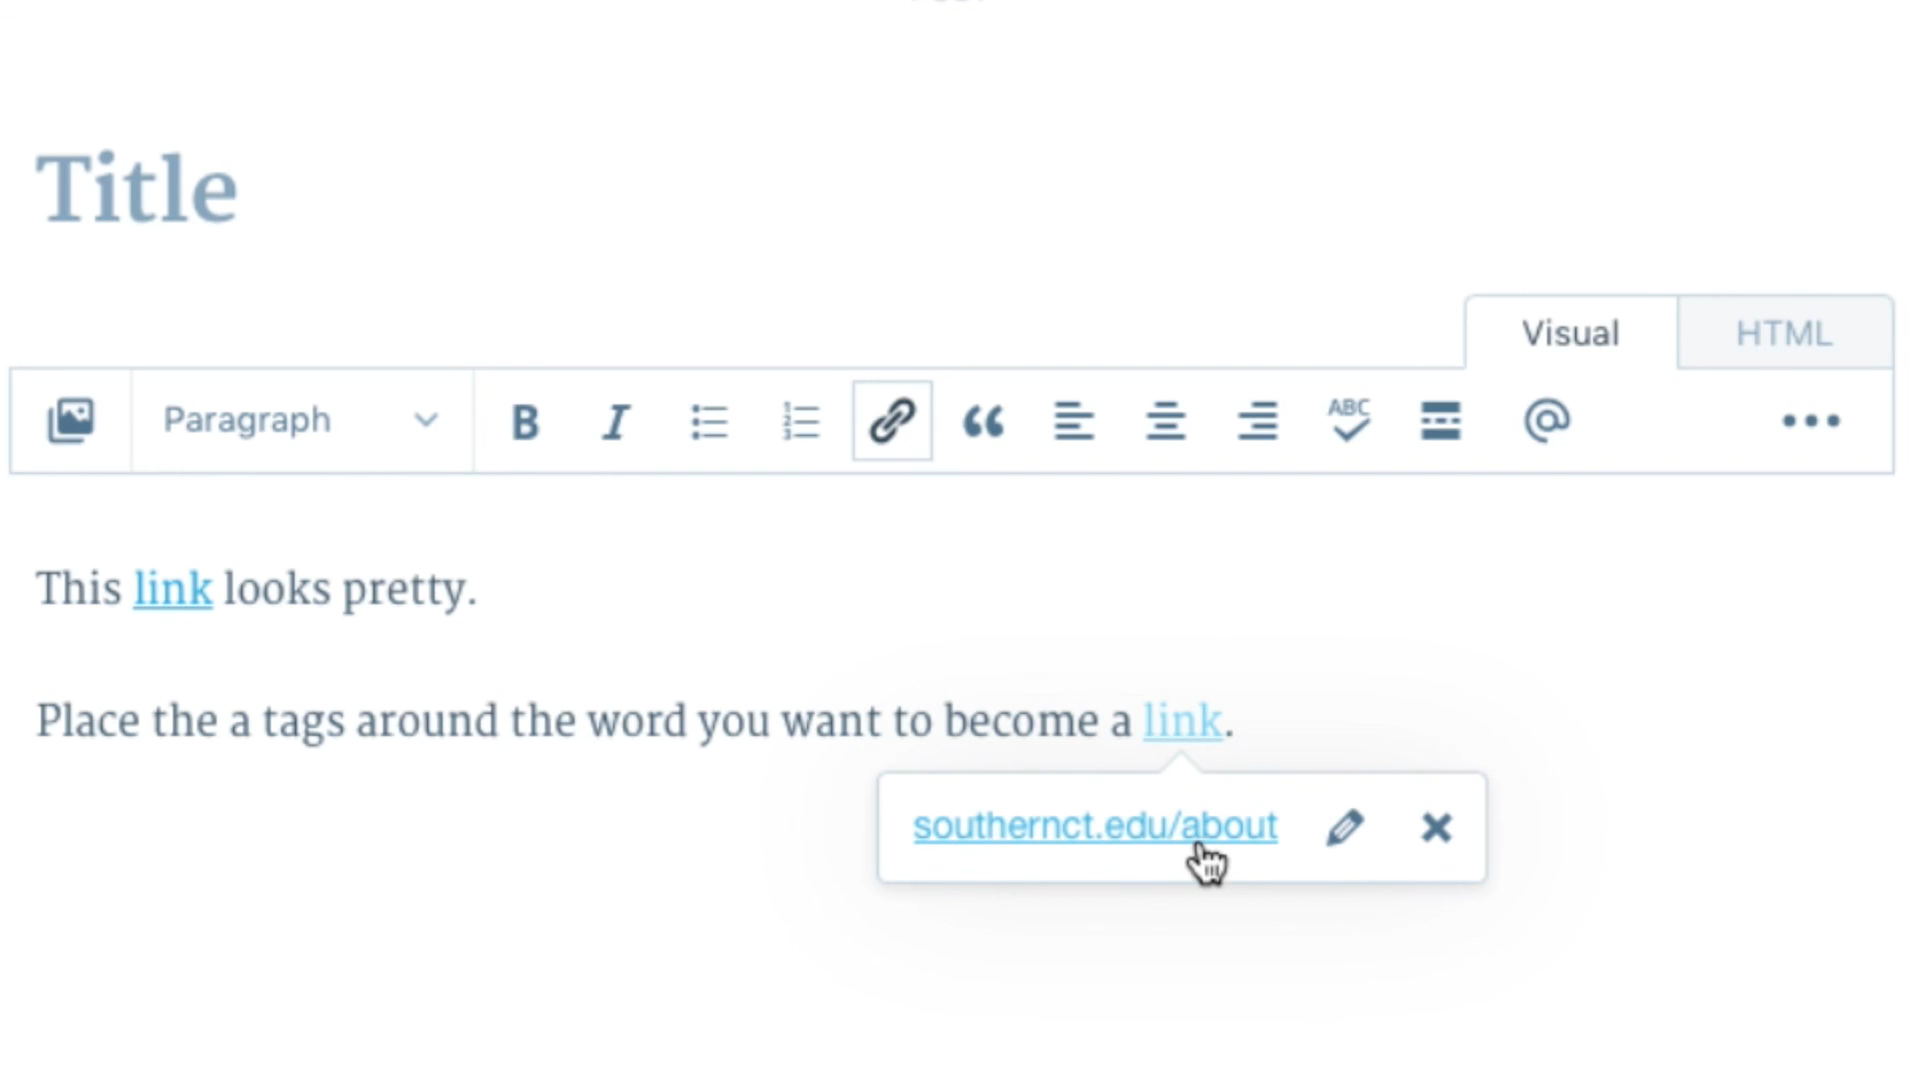 Title
Visual HTML
Paragraph B I ABC
This link looks pretty.
Place the a tags around the word you want to become a link.
southernct.edu/about